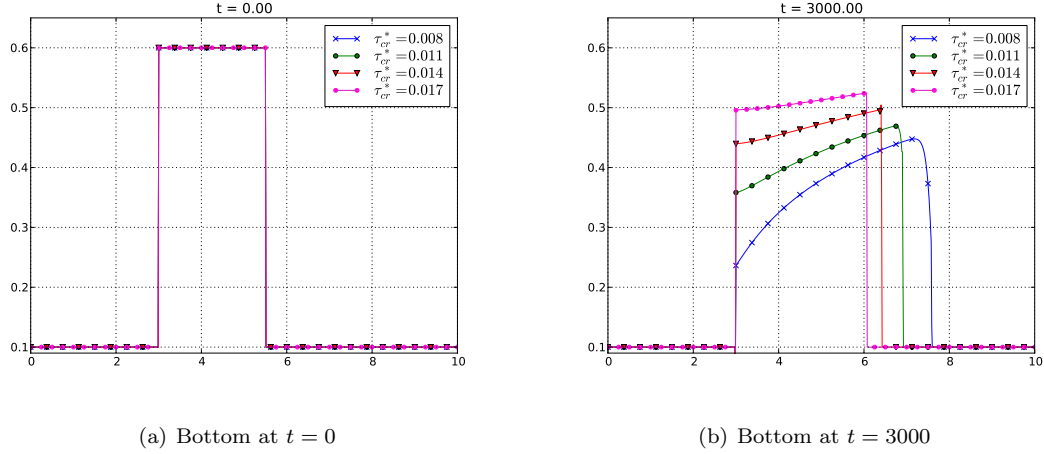 t = 0.00
0.6
0.5
0.4
0.3
0.2
0.1
0 2 4 6 8 10
τ*cr =0.008
τ*cr =0.011
τ*cr =0.014
τ*cr =0.017
(a) Bottom at t = 0
t = 3000.00
0.6
0.5
0.4
0.3
0.2
0.1
0 2 4 6 8 10
τ*cr =0.008
τ*cr =0.011
τ*cr =0.014
τ*cr =0.017
(b) Bottom at t = 3000